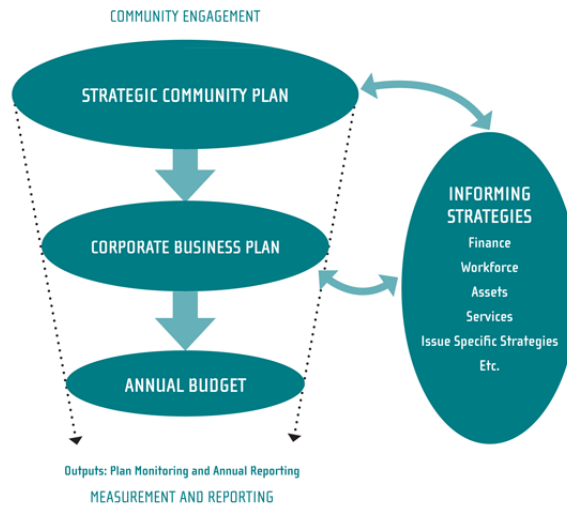 COMMUNITY ENGAGEMENT
STRATEGIC COMMUNITY PLAN
CORPORATE BUSINESS PLAN
ANNUAL BUDGET
INFORMING
STRATEGIES
Finance
Workforce
Assets
Services
Issue Specific Strategies
Etc.
Outputs: Plan Monitoring and Annual Reporting
MEASUREMENT AND REPORTING